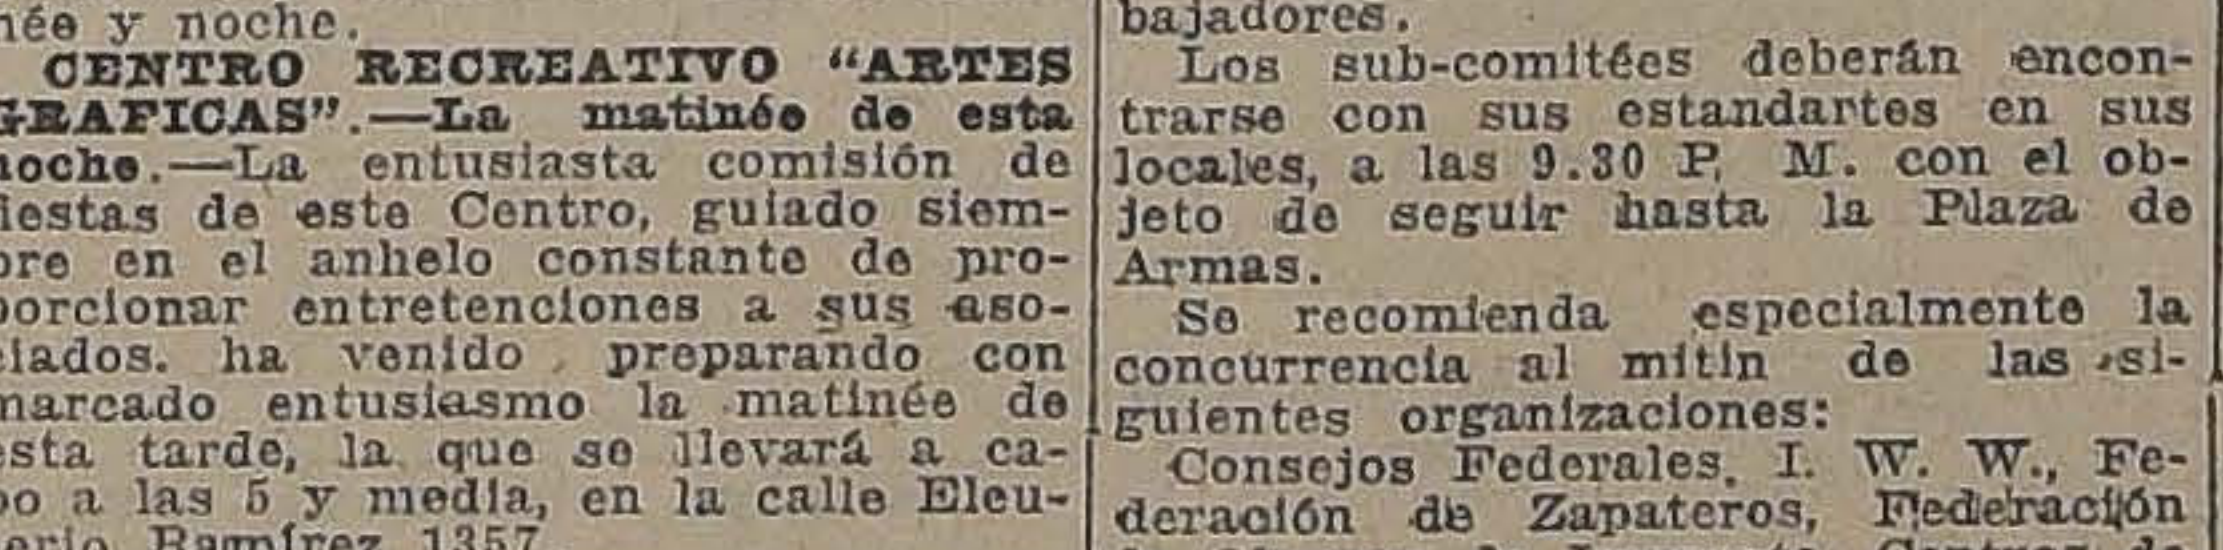 née y noche.
CENTRO RECREATIVO “ARTES
GRAFICAS”.—La matinée de esta
noche.—La entusiasta comisión de
fiestas de este Centro, guiado siem-
pre en el anhelo constante de pro-
porcionar entretenciones a sus aso-
ciados. ha venido preparando con
marcado entusiasmo la matinée de
esta tarde, la que se llevará a ca-
bo a las 5 y media, en la calle Eleu-
terio Ramírez 1357
bajadores.
Los sub-comitées deberán encon-
trarse con sus estandartes en sus
locales, a las 9.30 P. M. con el ob-
jeto de seguir hasta la Plaza de
Armas.
Se recomienda especialmente la
concurrencia al mitin de las si-
guientes organizaciones:
Consejos Federales. I. W. W., Fe-
deración de Zapateros, Federación